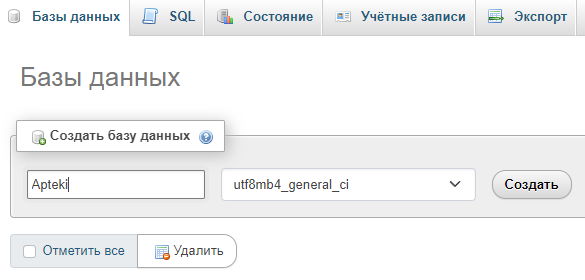 Базы данных SQL Состояние Учётные записи Экспорт
Базы данных
Создать базу данных
Apteki utf8mb4_general_ci Создать
Отметить все Удалить